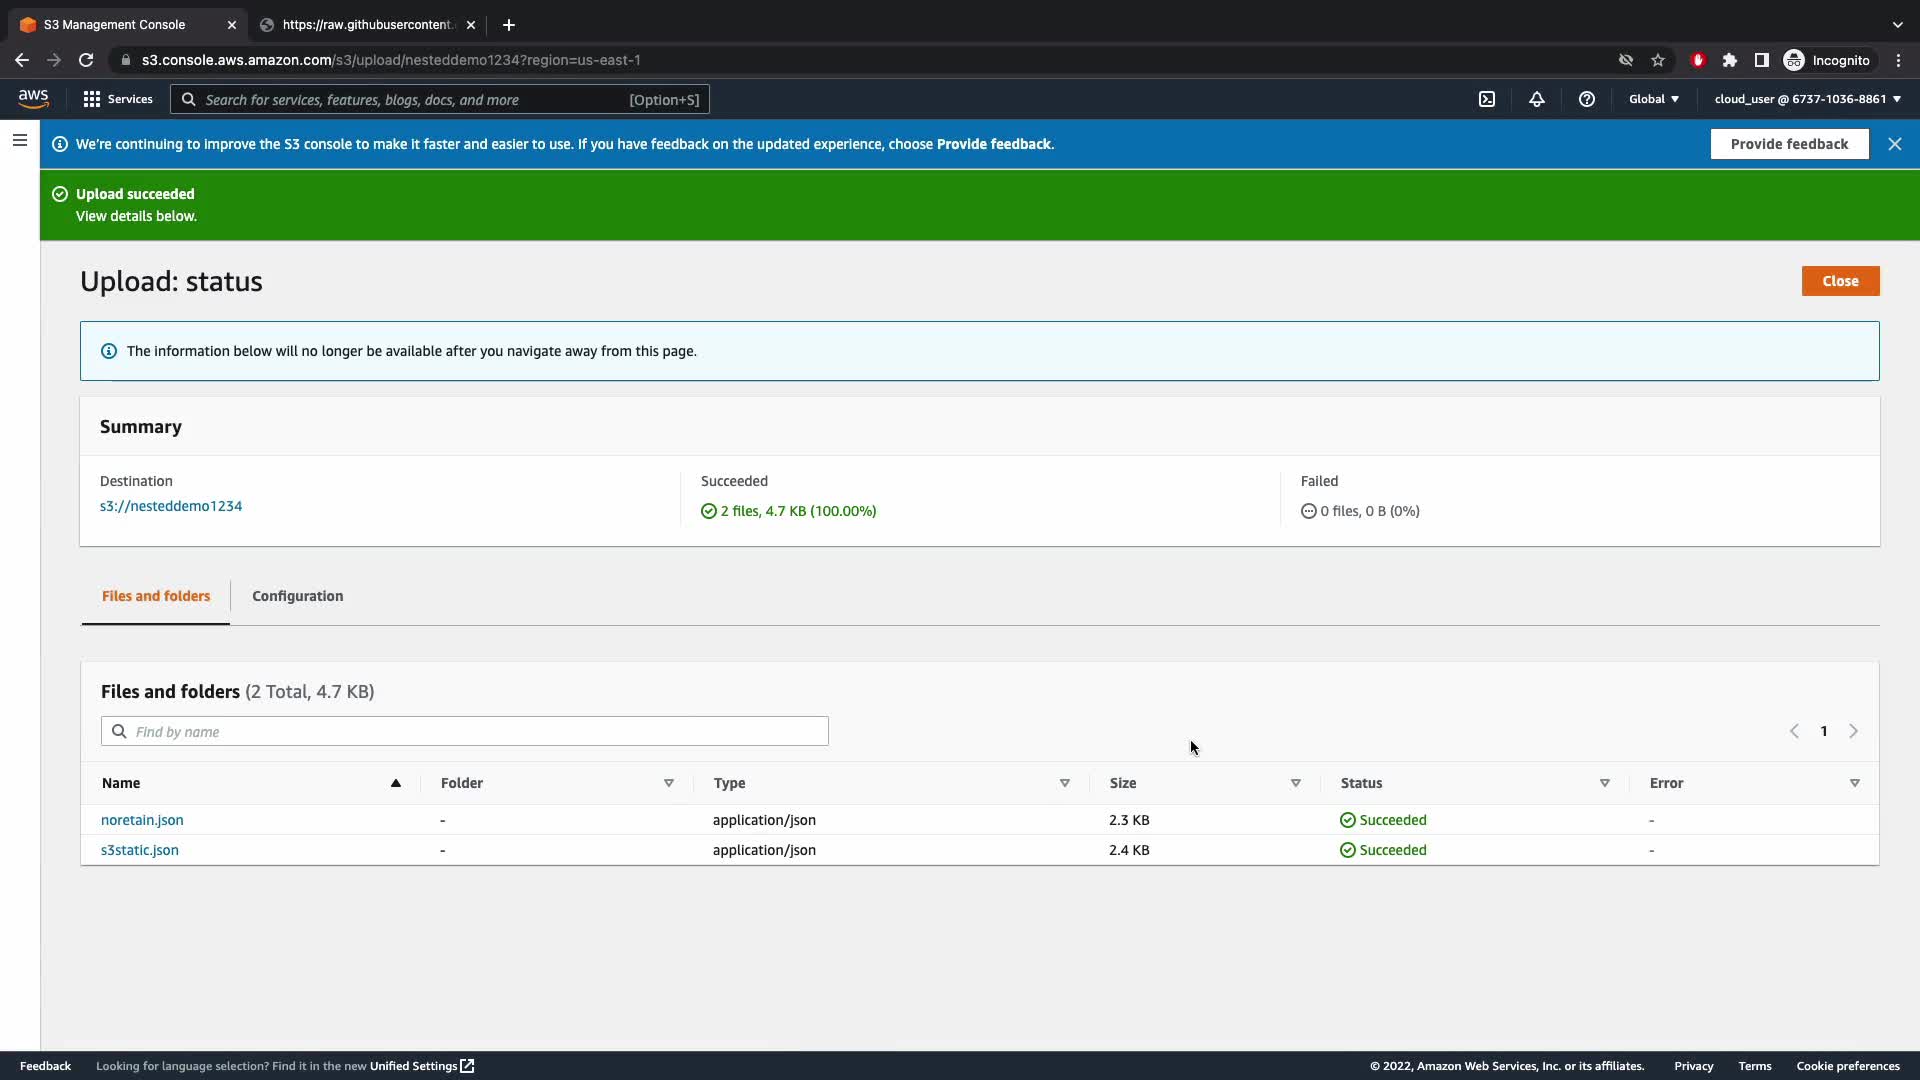 S3 Management Console
https://raw.githubusercontent.
s3.console.aws.amazon.com/s3/upload/nesteddemo1234?region=us-east-1
Incognito
aws
Services
Search for services, features, blogs, docs, and more
[Option+S]
Global
cloud_user @ 6737-1036-8861
We're continuing to improve the S3 console to make it faster and easier to use. If you have feedback on the updated experience, choose Provide feedback.
Provide feedback
Upload succeeded
View details below.
Upload: status
Close
The information below will no longer be available after you navigate away from this page.
Summary
Destination
s3://nesteddemo1234
Succeeded
2 files, 4.7 KB (100.00%)
Failed
0 files, 0 B (0%)
Files and folders
Configuration
Files and folders (2 Total, 4.7 KB)
Find by name
1
Name Folder Type Size Status Error
noretain.json - application/json 2.3 KB Succeeded -
s3static.json - application/json 2.4 KB Succeeded -
Feedback
Looking for language selection? Find it in the new Unified Settings
© 2022, Amazon Web Services, Inc. or its affiliates.
Privacy
Terms
Cookie preferences